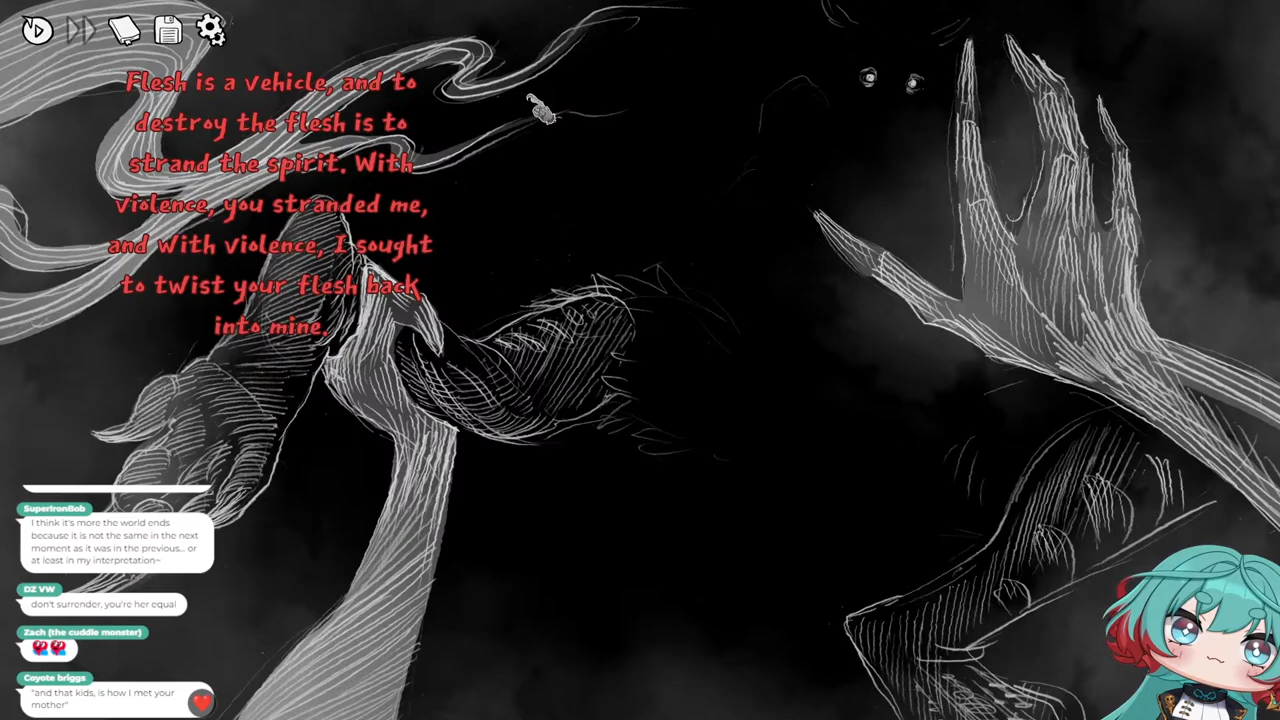 Flesh is a vehicle, and to
destroy the flesh is to
strand the spirit. With
violence, you stranded me,
and with violence, I sought
to twist your flesh back
into mine.
SuperIronBob
I think it's more the world ends
because it is not the same in the next
moment as it was in the previous... or
at least in my interpretation~
DZ VW
don't surrender, you're her equal
Zach (the cuddle monster)
Coyote briggs
"and that kids, is how I met your
mother"